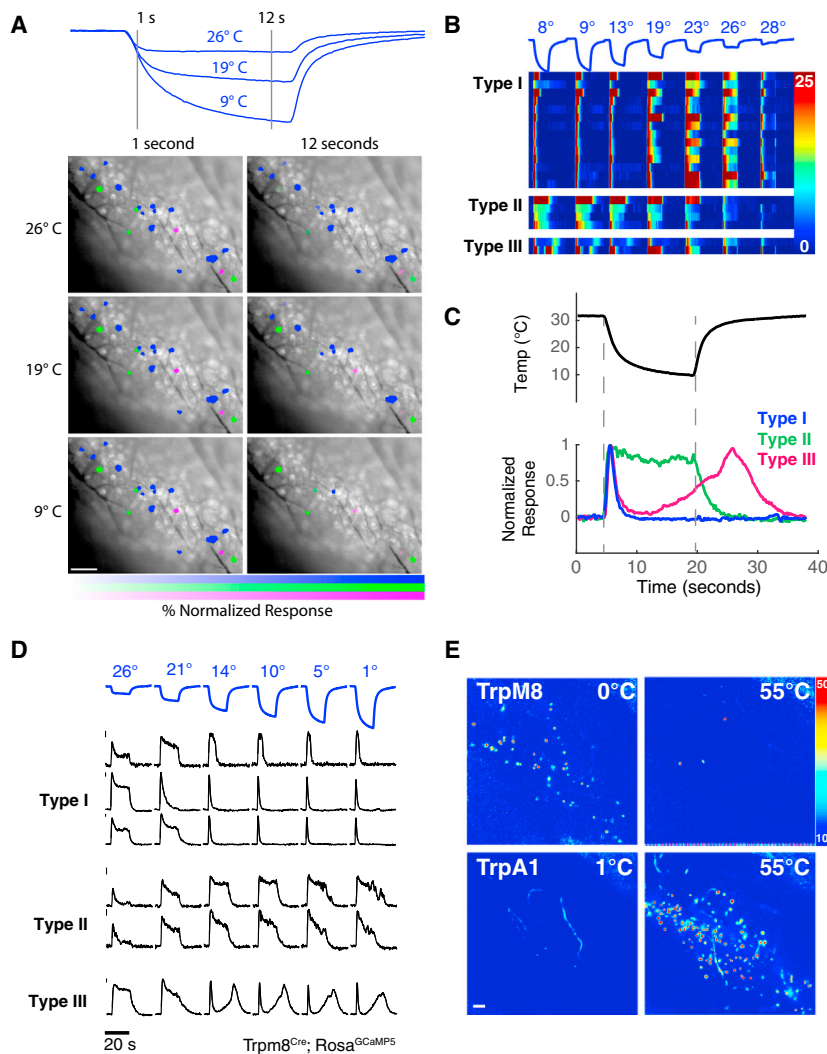 A
1 s
12 s
26° C
19° C
9° C
1 second
12 seconds
26° C
19° C
9° C
% Normalized Response
B
8°
9°
13°
19°
23°
26°
28°
Type I
Type II
Type III
25
0
C
Temp (°C)
30
20
10
Type I
Type II
Type III
Normalized
Response
1
0.5
0
0
20
40
Time (seconds)
D
26°
21°
14°
10°
5°
1°
Type I
Type II
Type III
20 s
Trpm8Cre; RosaGCaMP5
E
TrpM8
0°C
55°C
50
10
TrpA1
1°C
55°C